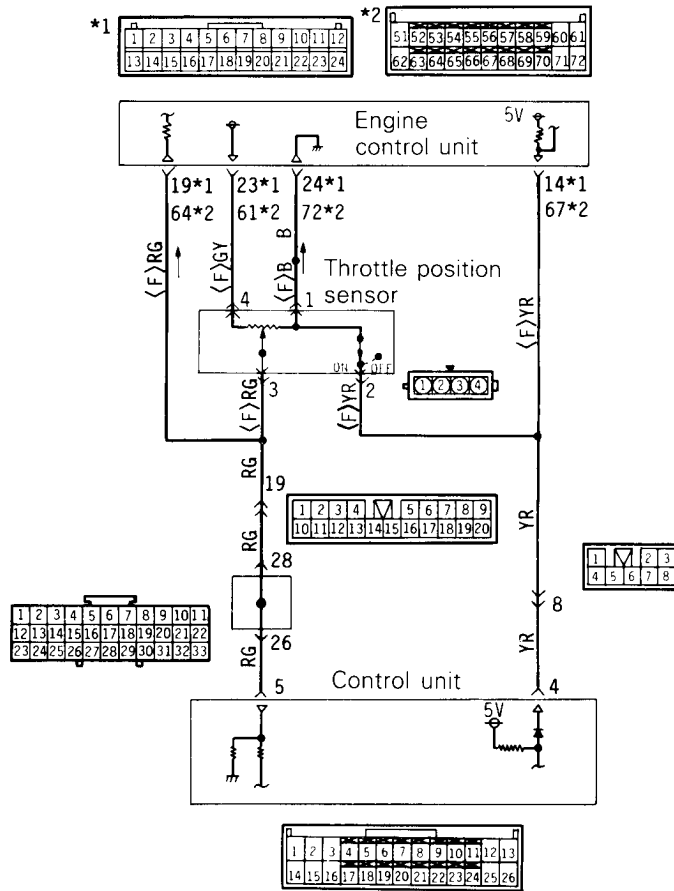 *1
*2
1 2 3 4 5 6 7 8 9 10 11 12
13 14 15 16 17 18 19 20 21 22 23 24
51 52 53 54 55 56 57 58 59 60 61
62 63 64 65 66 67 68 69 70 71 72
Engine
control unit
5V
19*1
64*2
23*1
61*2
24*1
72*2
14*1
67*2
⟨F⟩RG
⟨F⟩GY
B
⟨F⟩B
Throttle position
sensor
4
1
⟨F⟩YR
ON
OFF
3
2
⟨F⟩RG
⟨F⟩YR
1 2 3 4
RG
19
1 2 3 4 5 6 7 8 9
10 11 12 13 14 15 16 17 18 19 20
YR
RG
28
1 2 3
4 5 6 7 8
8
1 2 3 4 5 6 7 8 9 10 11
12 13 14 15 16 17 18 19 20 21 22
23 24 25 26 27 28 29 30 31 32 33
26
RG
YR
5
Control unit
4
5V
1 2 3 4 5 6 7 8 9 10 11 12 13
14 15 16 17 18 19 20 21 22 23 24 25 26